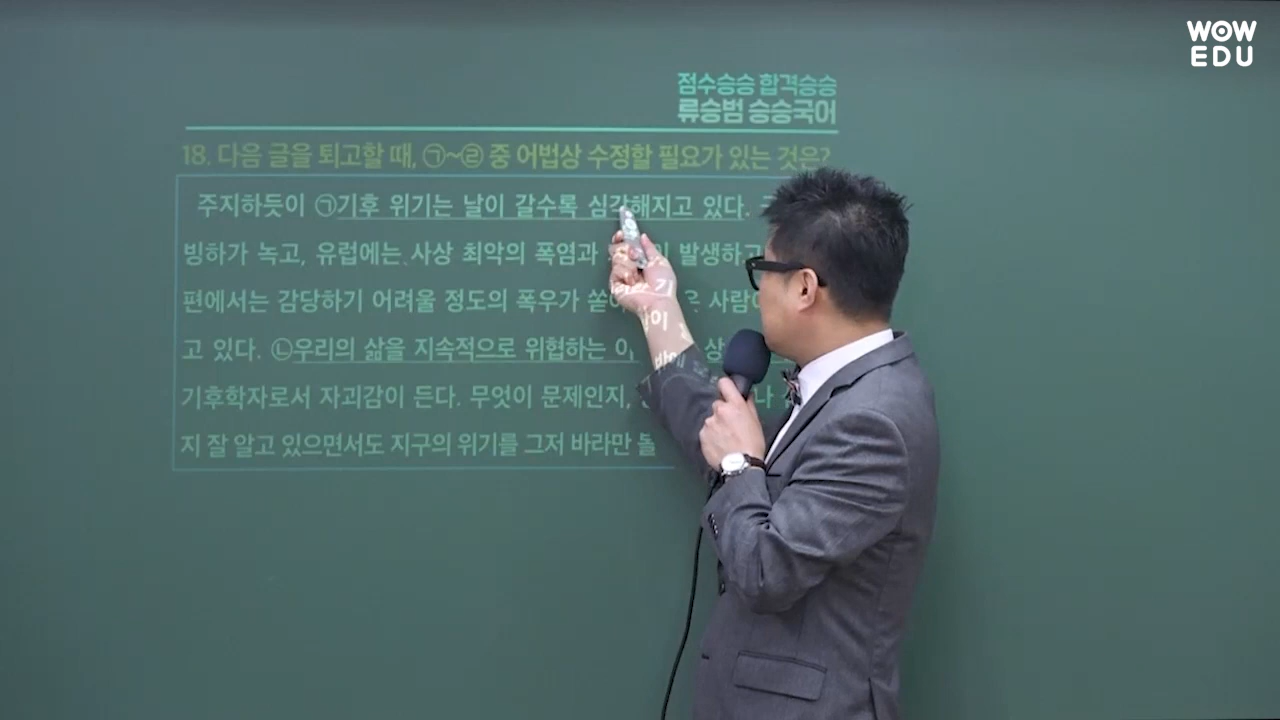 WOW
EDU
점수승승 합격승승
류승범 승승국어
18. 다음 글을 퇴고할 때, ㉠~㉣ 중 어법상 수정할 필요가 있는 것은?
주지하듯이 ㉠기후 위기는 날이 갈수록 심각해지고 있다.
빙하가 녹고, 유럽에는 사상 최악의 폭염과 발생하고
편에서는 감당하기 어려울 정도의 폭우가
고 있다. ㉡우리의 삶을 지속적으로 위협하는
기후학자로서 자괴감이 든다. 무엇이 문제인지,
지 잘 알고 있으면서도 지구의 위기를 그저 바라만 볼